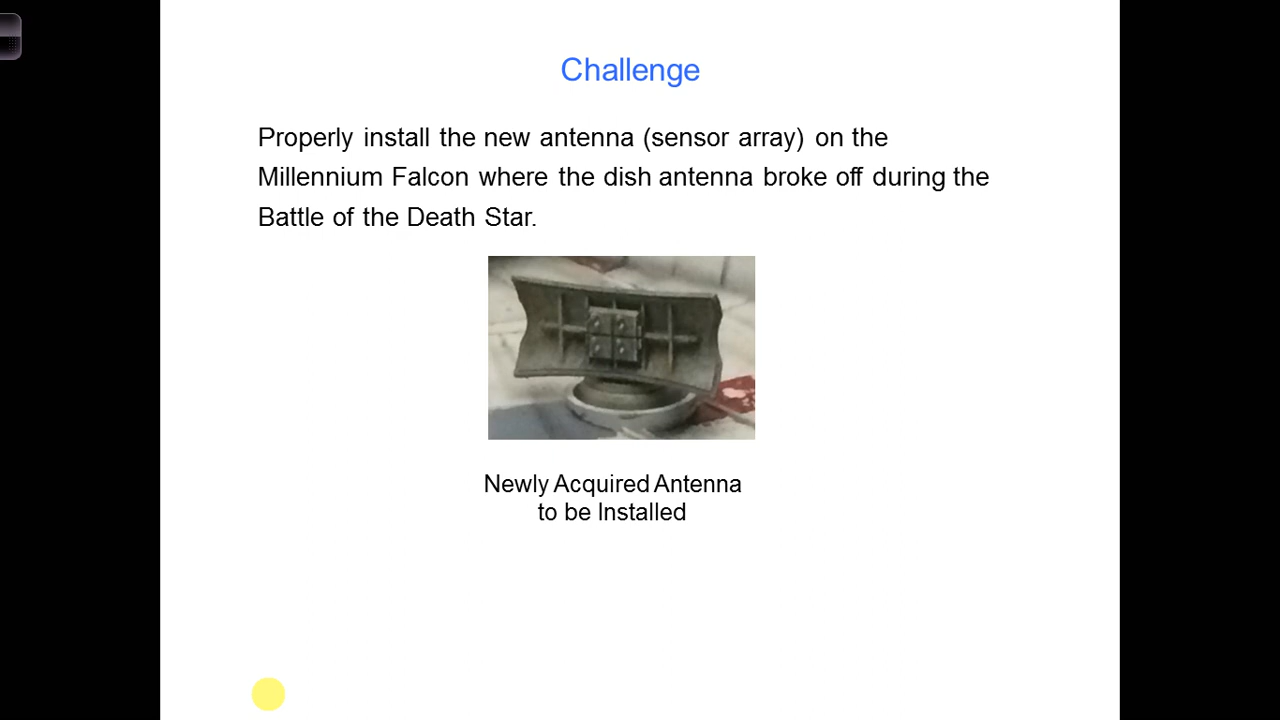 Challenge
Properly install the new antenna (sensor array) on the
Millennium Falcon where the dish antenna broke off during the
Battle of the Death Star.
Newly Acquired Antenna
to be Installed